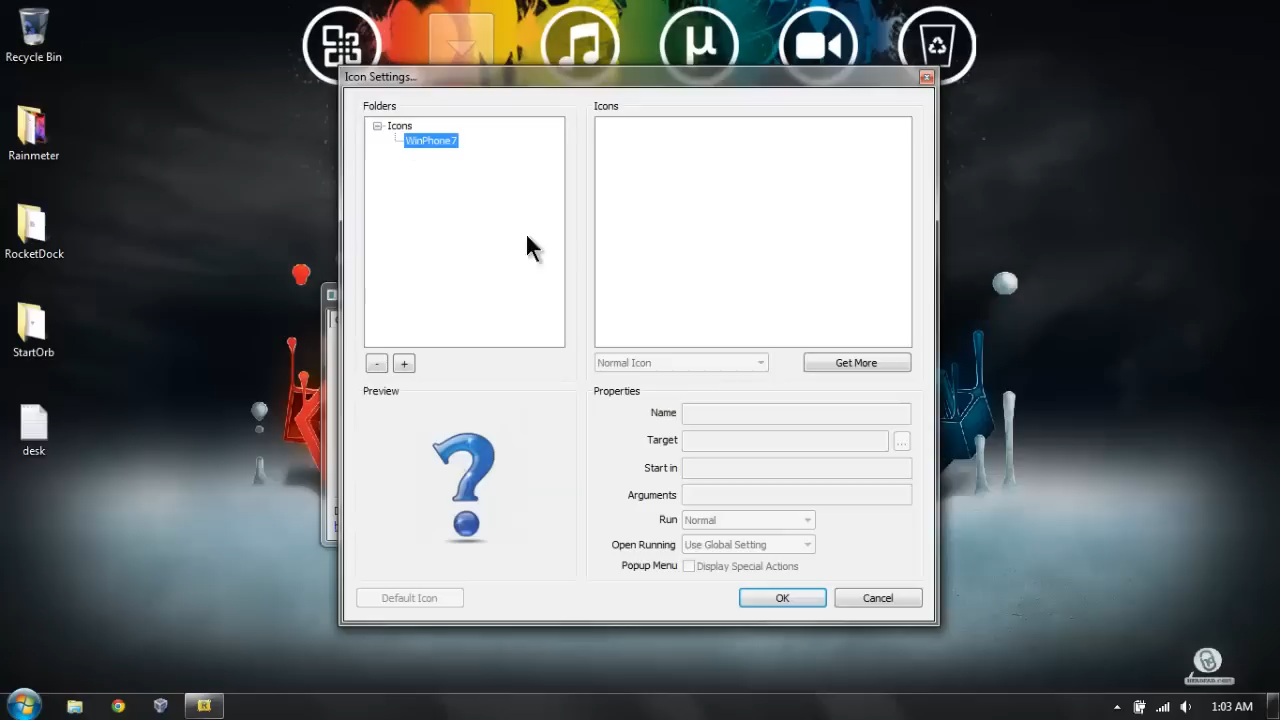 Recycle Bin
Rainmeter
RocketDock
StartOrb
desk
µ
Icon Settings...
Folders
Icons
WinPhone7
-
+
Icons
Normal Icon
Get More
Preview
?
Default Icon
Properties
Name
Target
...
Start in
Arguments
Run
Normal
Open Running
Use Global Setting
Popup Menu
Display Special Actions
OK
Cancel
R
1:03 AM